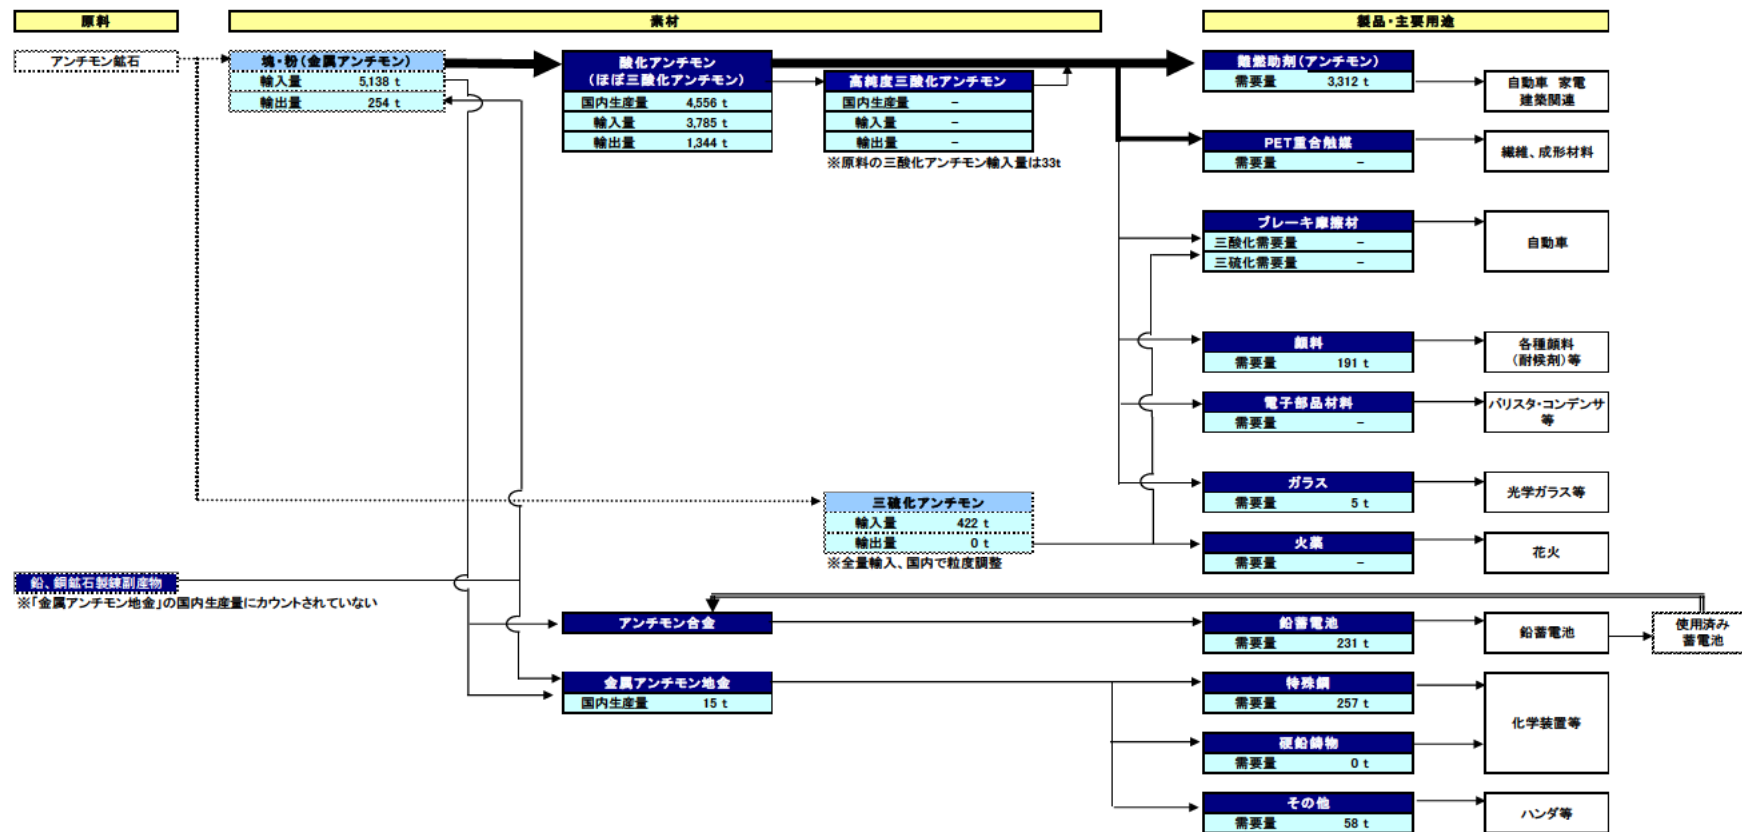 原料
素材
製品・主要用途
アンチモン鉱石
塊・粉(金属アンチモン)
輸入量 5,138 t
輸出量 254 t
酸化アンチモン
(ほぼ三酸化アンチモン)
国内生産量 4,556 t
輸入量 3,785 t
輸出量 1,344 t
高純度三酸化アンチモン
国内生産量 -
輸入量 -
輸出量 -
※原料の三酸化アンチモン輸入量は33t
難燃助剤(アンチモン)
需要量 3,312 t
自動車 家電
建築関連
PET重合触媒
需要量 -
繊維、成形材料
ブレーキ摩擦材
三酸化需要量 -
三硫化需要量 -
自動車
顔料
需要量 191 t
各種顔料
(耐候剤)等
電子部品材料
需要量 -
バリスタ・コンデンサ
等
三硫化アンチモン
輸入量 422 t
輸出量 0 t
※全量輸入、国内で粒度調整
ガラス
需要量 5 t
光学ガラス等
火薬
需要量 -
花火
鉛、銅鉱石製錬副産物
※「金属アンチモン地金」の国内生産量にカウントされていない
アンチモン合金
鉛蓄電池
需要量 231 t
鉛蓄電池
使用済み
蓄電池
金属アンチモン地金
国内生産量 15 t
特殊鋼
需要量 257 t
化学装置等
硬鉛鋳物
需要量 0 t
その他
需要量 58 t
ハンダ等